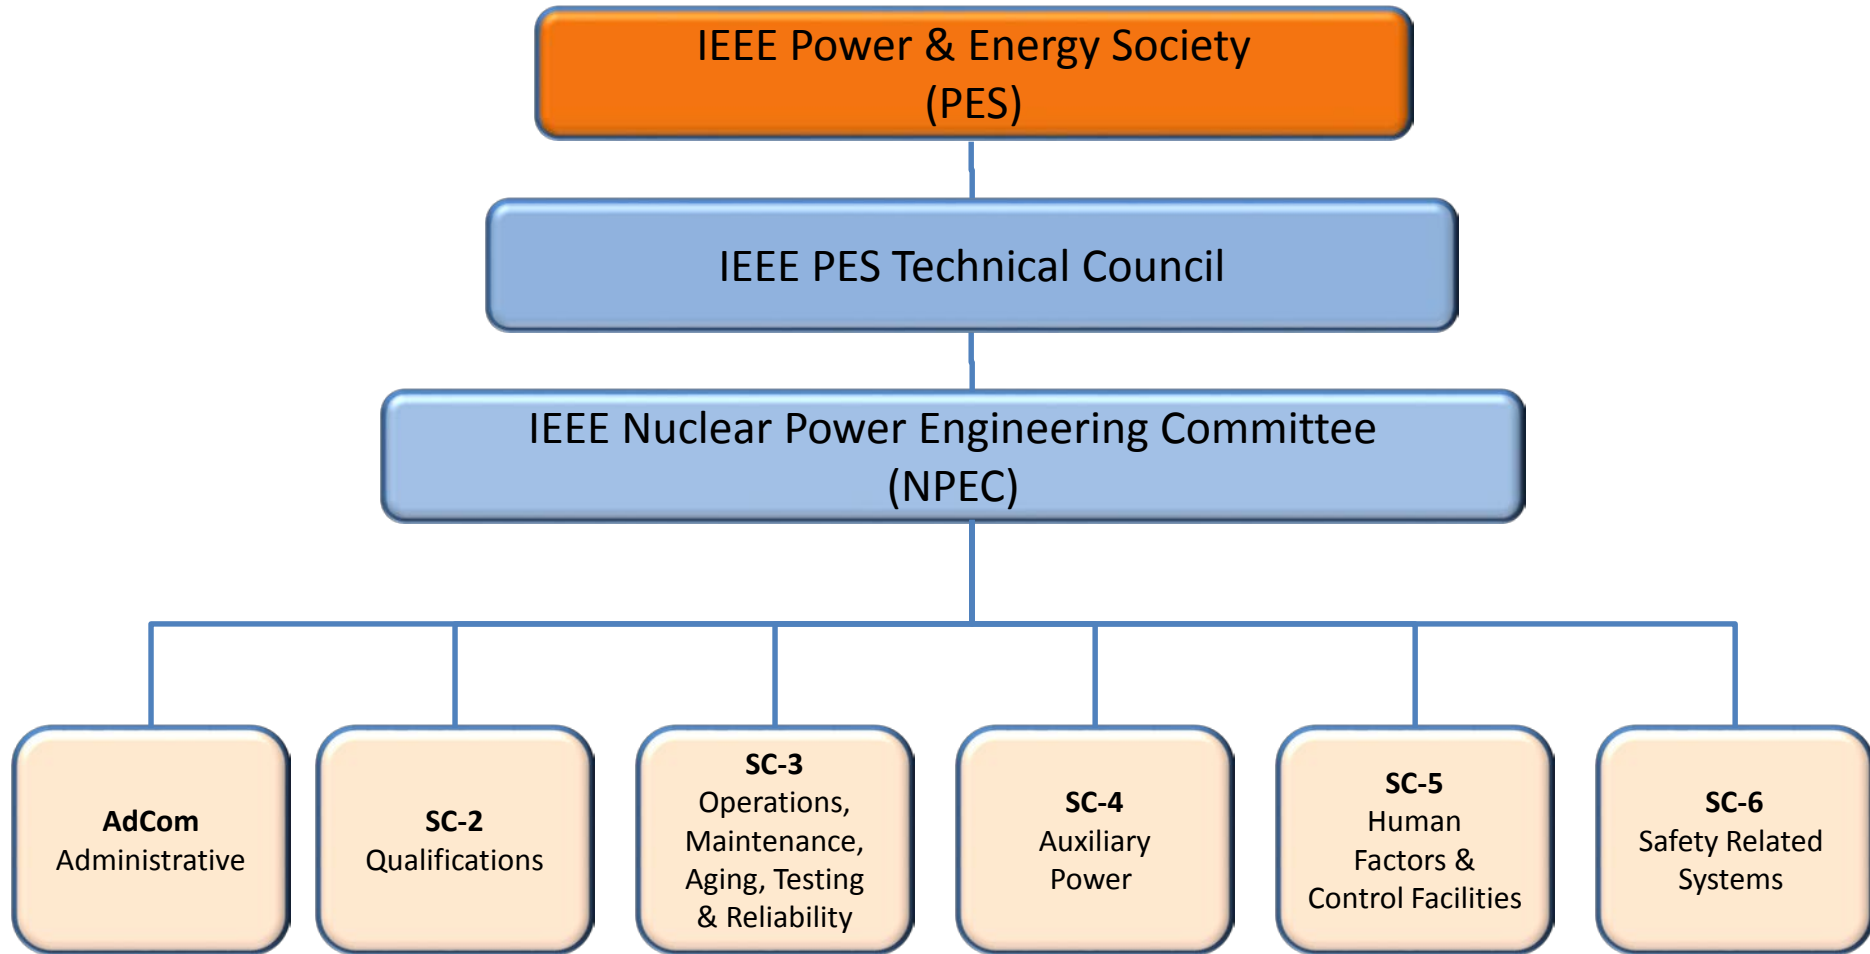 IEEE Power & Energy Society
(PES)
IEEE PES Technical Council
IEEE Nuclear Power Engineering Committee
(NPEC)
AdCom
Administrative
SC-2
Qualifications
SC-3
Operations,
Maintenance,
Aging, Testing
& Reliability
SC-4
Auxiliary
Power
SC-5
Human
Factors &
Control Facilities
SC-6
Safety Related
Systems